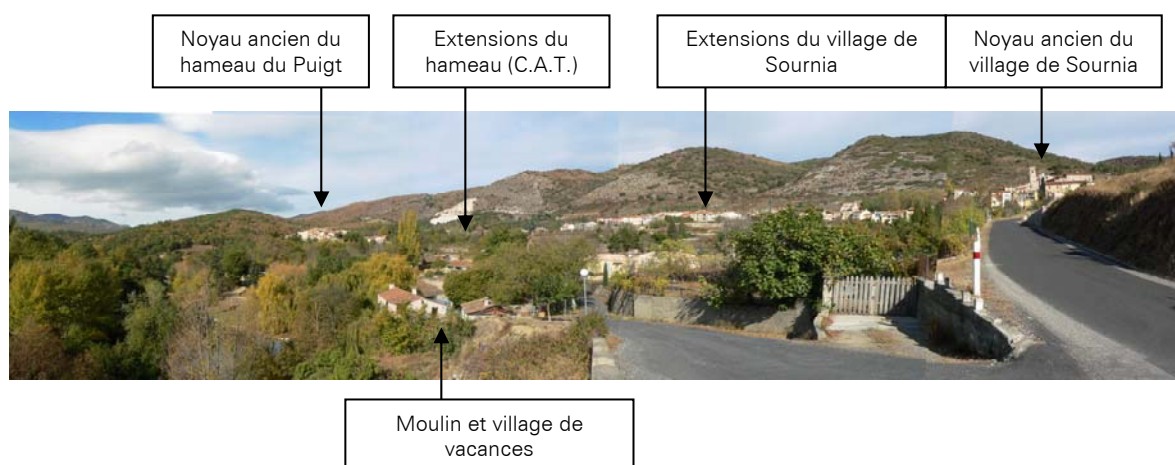 Noyau ancien du
hameau du Puigt
Extensions du
hameau (C.A.T.)
Extensions du village de
Sournia
Noyau ancien du
village de Sournia
Moulin et village de
vacances